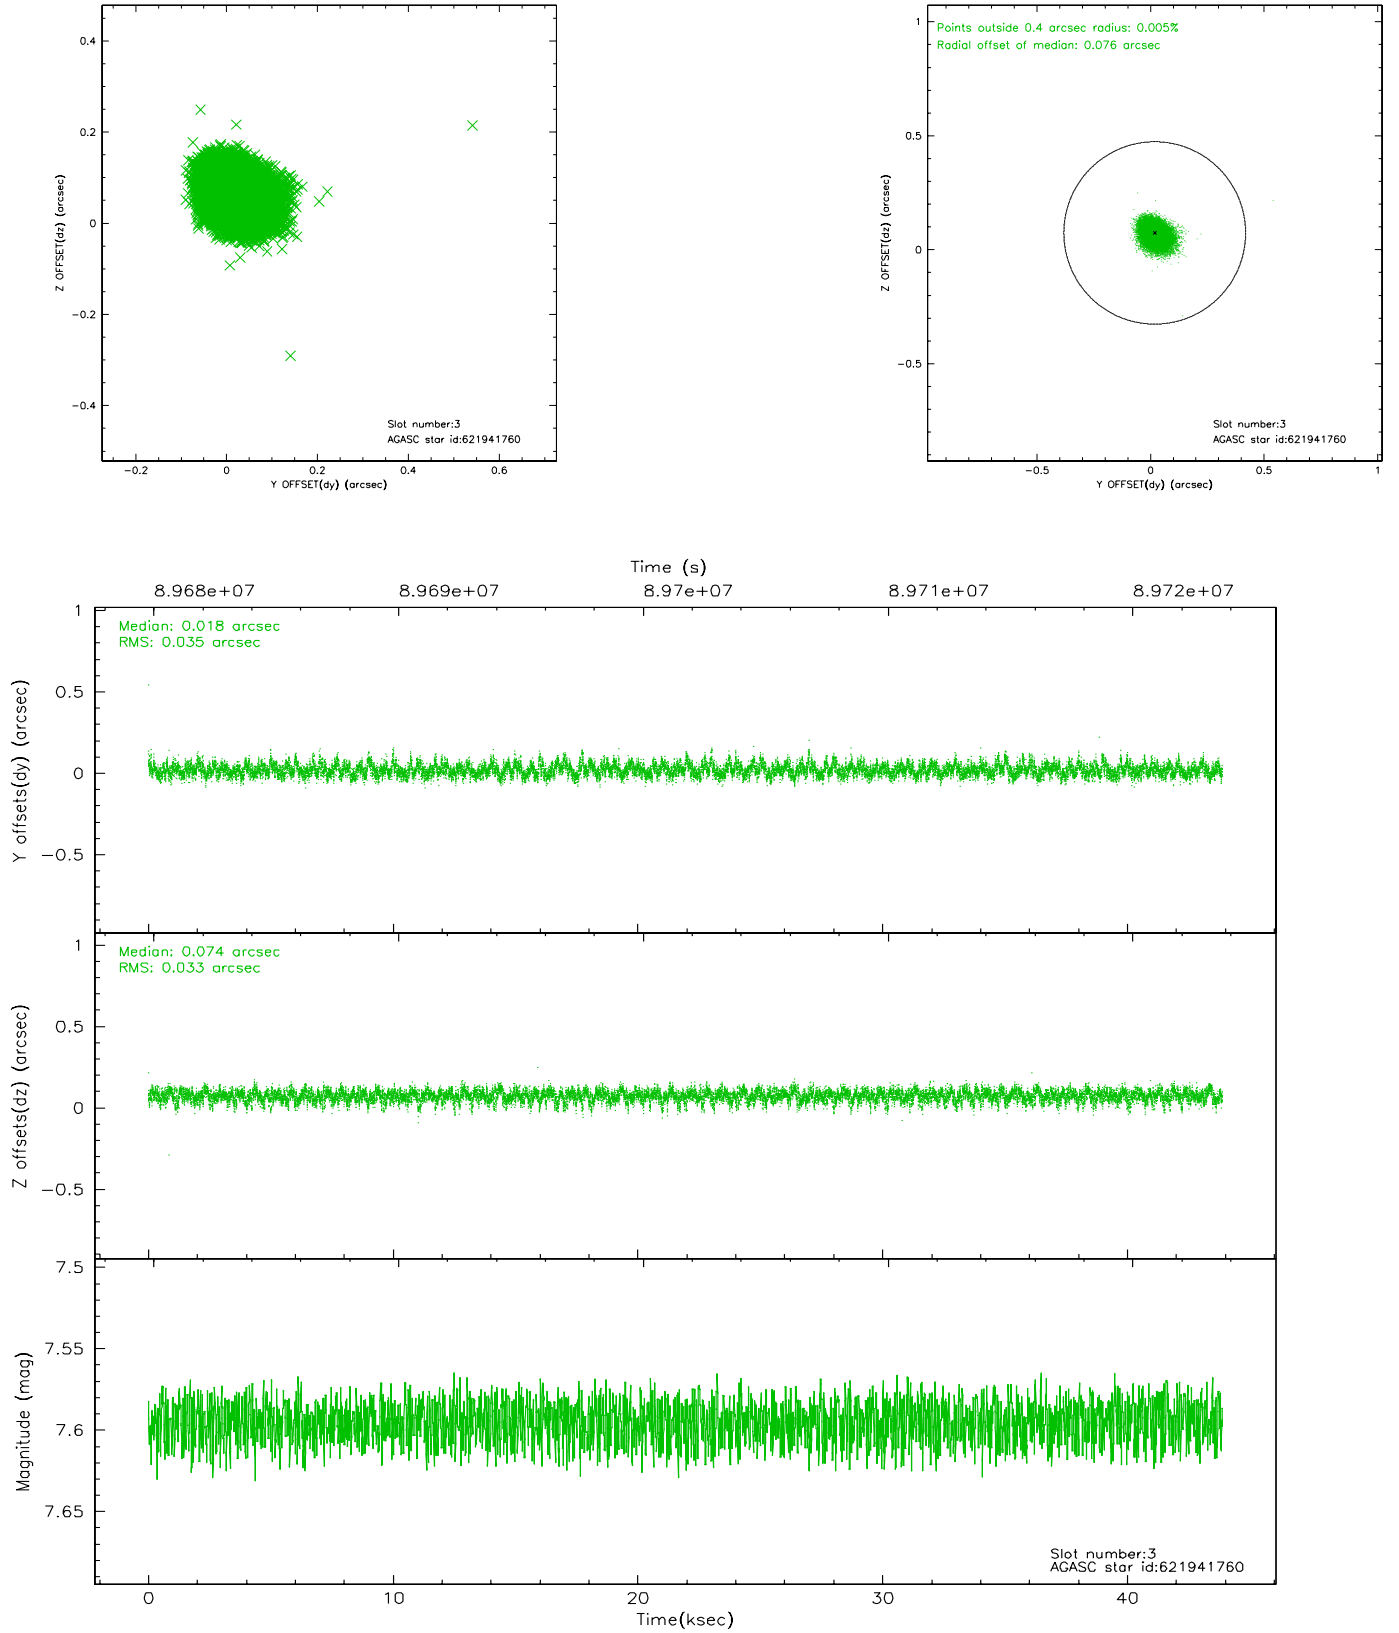 0.4
0.2
0
−0.2
−0.4
Z OFFSET(dz) (arcsec)
Slot number:3
AGASC star id:621941760
−0.2 0 0.2 0.4 0.6
Y OFFSET(dy) (arcsec)
Points outside 0.4 arcsec radius: 0.005%
Radial offset of median: 0.076 arcsec
1
0.5
0
−0.5
Z OFFSET(dz) (arcsec)
Slot number:3
AGASC star id:621941760
−0.5 0 0.5 1
Y OFFSET(dy) (arcsec)
Time (s)
8.968e+07 8.969e+07 8.97e+07 8.971e+07 8.972e+07
Median: 0.018 arcsec
RMS: 0.035 arcsec
1
0.5
0
−0.5
Y offsets(dy) (arcsec)
Median: 0.074 arcsec
RMS: 0.033 arcsec
1
0.5
0
−0.5
Z offsets(dz) (arcsec)
7.5
7.55
7.6
7.65
Magnitude (mag)
Slot number:3
AGASC star id:621941760
0 10 20 30 40
Time(ksec)